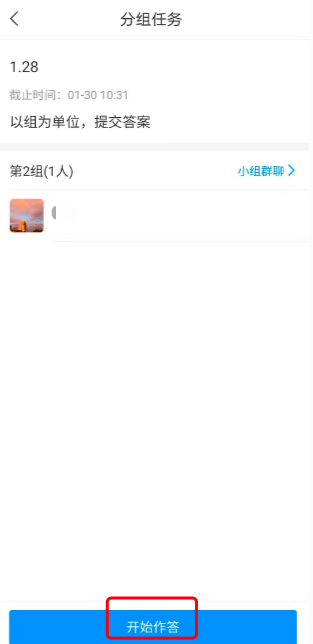 分组任务
1.28
截止时间：01-30 10:31
以组为单位，提交答案
第2组(1人)
小组群聊
开始作答